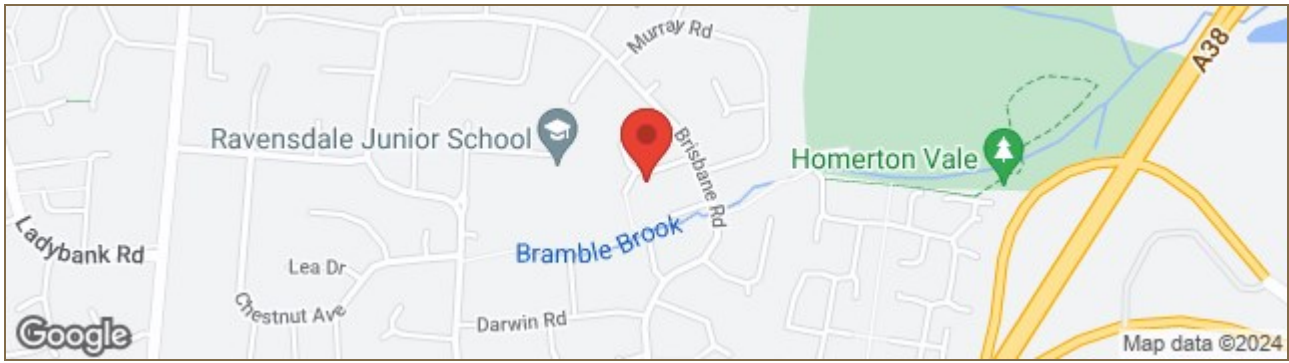 Murray Rd
A38
Ravensdale Junior School
Brisbane Rd
Homerton Vale
Ladybank Rd
Bramble Brook
Lea Dr
Chestnut Ave
Darwin Rd
Google
Map data ©2024